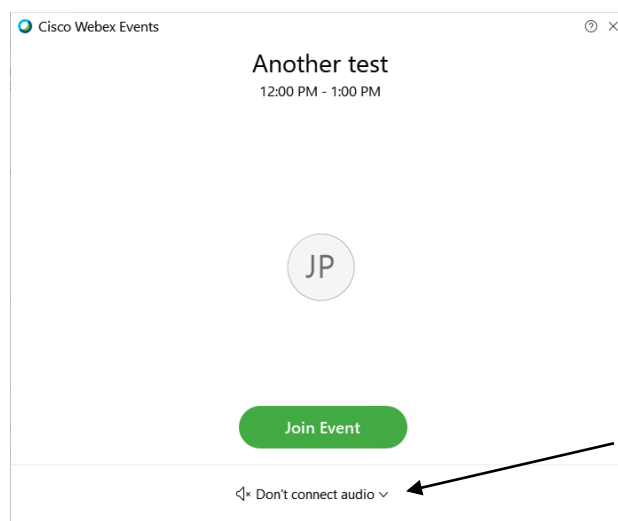 Cisco Webex Events
Another test
12:00 PM - 1:00 PM
JP
Join Event
Don't connect audio